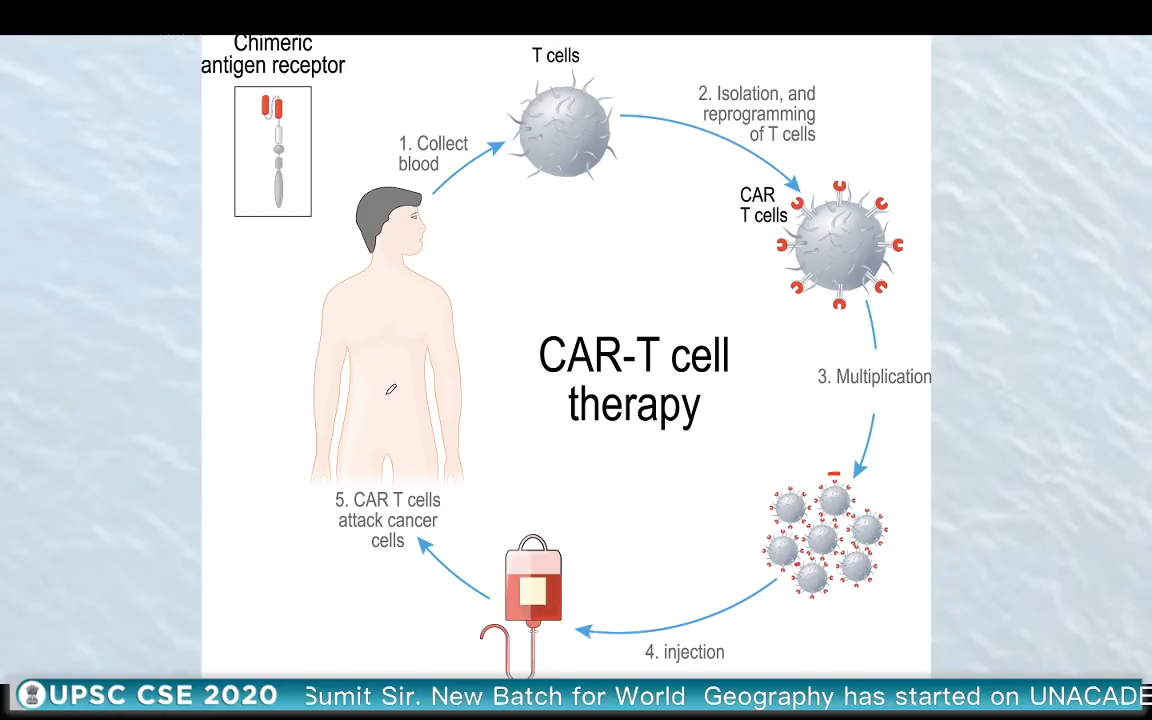 Chimeric
antigen receptor
T cells
1. Collect
blood
2. Isolation, and
reprogramming
of T cells
CAR
T cells
CAR-T cell
therapy
3. Multiplication
5. CAR T cells
attack cancer
cells
4. injection
UPSC CSE 2020
Sumit Sir. New Batch for World Geography has started on UNACADE